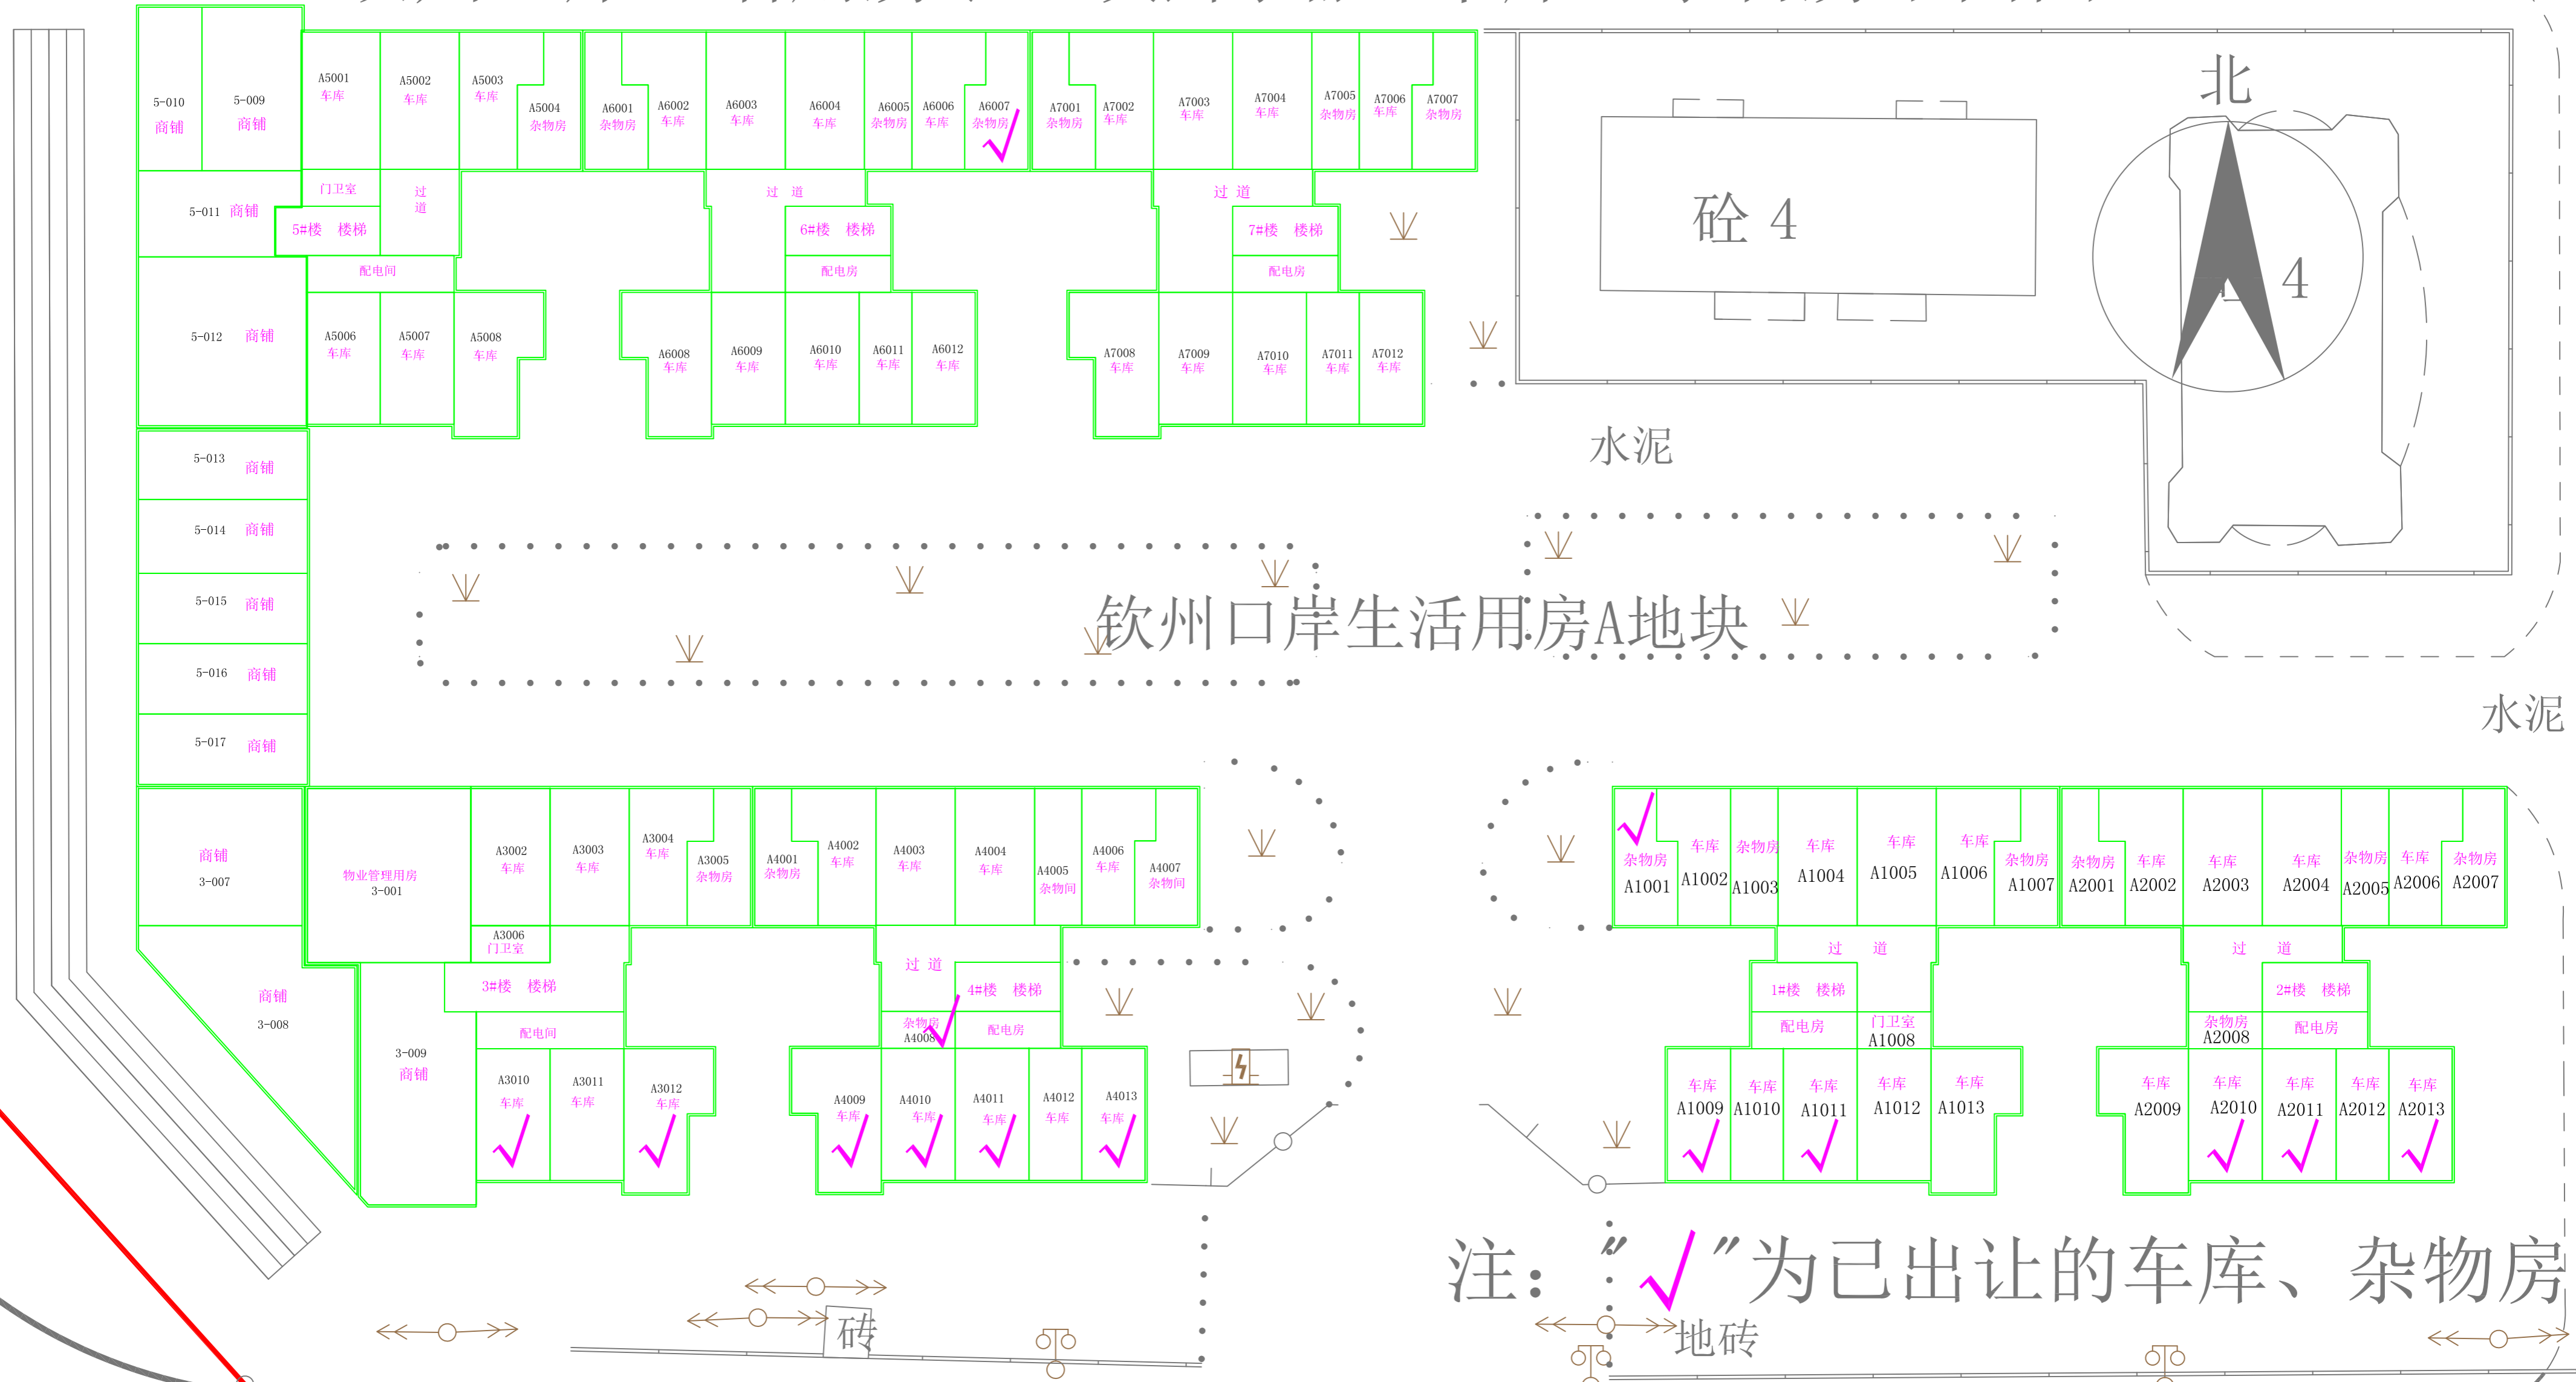 北
5-010
商铺
5-009
商铺
A5001
车库
A5002
车库
A5003
车库
A5004
杂物房
A6001
杂物房
A6002
车库
A6003
车库
A6004
车库
A6005
杂物房
A6006
车库
A6007
杂物房
A7001
杂物房
A7002
车库
A7003
车库
A7004
车库
A7005
杂物房
A7006
车库
A7007
杂物房
5-011 商铺
门卫室
过
道
5#楼 楼梯
配电间
过 道
6#楼 楼梯
配电房
过 道
7#楼 楼梯
配电房
砼 4
4
5-012 商铺
A5006
车库
A5007
车库
A5008
车库
A6008
车库
A6009
车库
A6010
车库
A6011
车库
A6012
车库
A7008
车库
A7009
车库
A7010
车库
A7011
车库
A7012
车库
水泥
5-013 商铺
5-014 商铺
5-015 商铺
5-016 商铺
5-017 商铺
钦州口岸生活用房A地块
水泥
商铺
3-007
物业管理用房
3-001
A3002
车库
A3003
车库
A3004
车库
A3005
杂物房
A4001
杂物房
A4002
车库
A4003
车库
A4004
车库
A4005
杂物间
A4006
车库
A4007
杂物间
杂物房
A1001
车库
A1002
杂物房
A1003
车库
A1004
车库
A1005
车库
A1006
杂物房
A1007
杂物房
A2001
车库
A2002
车库
A2003
车库
A2004
杂物房
A2005
车库
A2006
杂物房
A2007
A3006
门卫室
3#楼 楼梯
配电间
过 道
4#楼 楼梯
杂物房
A4008
配电房
过 道
1#楼 楼梯
配电房
门卫室
A1008
过 道
2#楼 楼梯
杂物房
A2008
配电房
商铺
3-008
3-009
商铺
A3010
车库
A3011
车库
A3012
车库
A4009
车库
A4010
车库
A4011
车库
A4012
车库
A4013
车库
车库
A1009
车库
A1010
车库
A1011
车库
A1012
车库
A1013
车库
A2009
车库
A2010
车库
A2011
车库
A2012
车库
A2013
注："√"为已出让的车库、杂物房
砖
地砖